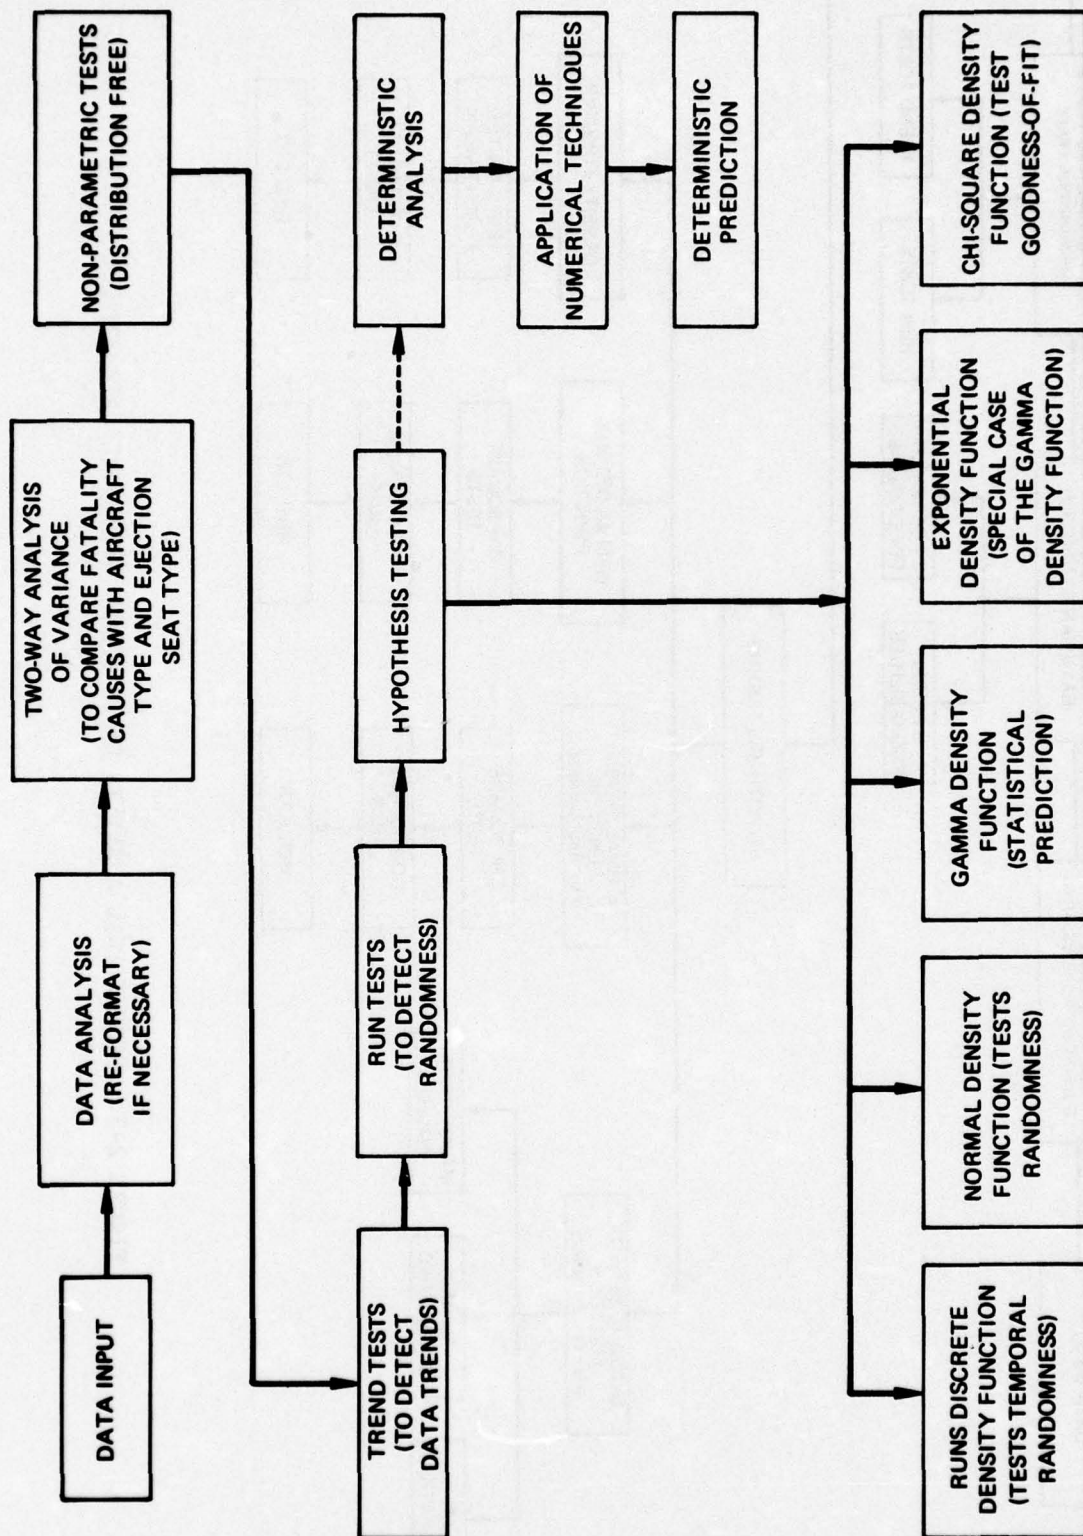 DATA INPUT
DATA ANALYSIS
(RE-FORMAT
IF NECESSARY)
TWO-WAY ANALYSIS
OF VARIANCE
(TO COMPARE FATALITY
CAUSES WITH AIRCRAFT
TYPE AND EJECTION
SEAT TYPE)
NON-PARAMETRIC TESTS
(DISTRIBUTION FREE)
TREND TESTS
(TO DETECT
DATA TRENDS)
RUN TESTS
(TO DETECT
RANDOMNESS)
HYPOTHESIS TESTING
DETERMINISTIC
ANALYSIS
APPLICATION OF
NUMERICAL TECHNIQUES
DETERMINISTIC
PREDICTION
RUNS DISCRETE
DENSITY FUNCTION
(TESTS TEMPORAL
RANDOMNESS)
NORMAL DENSITY
FUNCTION (TESTS
RANDOMNESS)
GAMMA DENSITY
FUNCTION
(STATISTICAL
PREDICTION)
EXPONENTIAL
DENSITY FUNCTION
(SPECIAL CASE
OF THE GAMMA
DENSITY FUNCTION)
CHI-SQUARE DENSITY
FUNCTION (TEST
GOODNESS-OF-FIT)